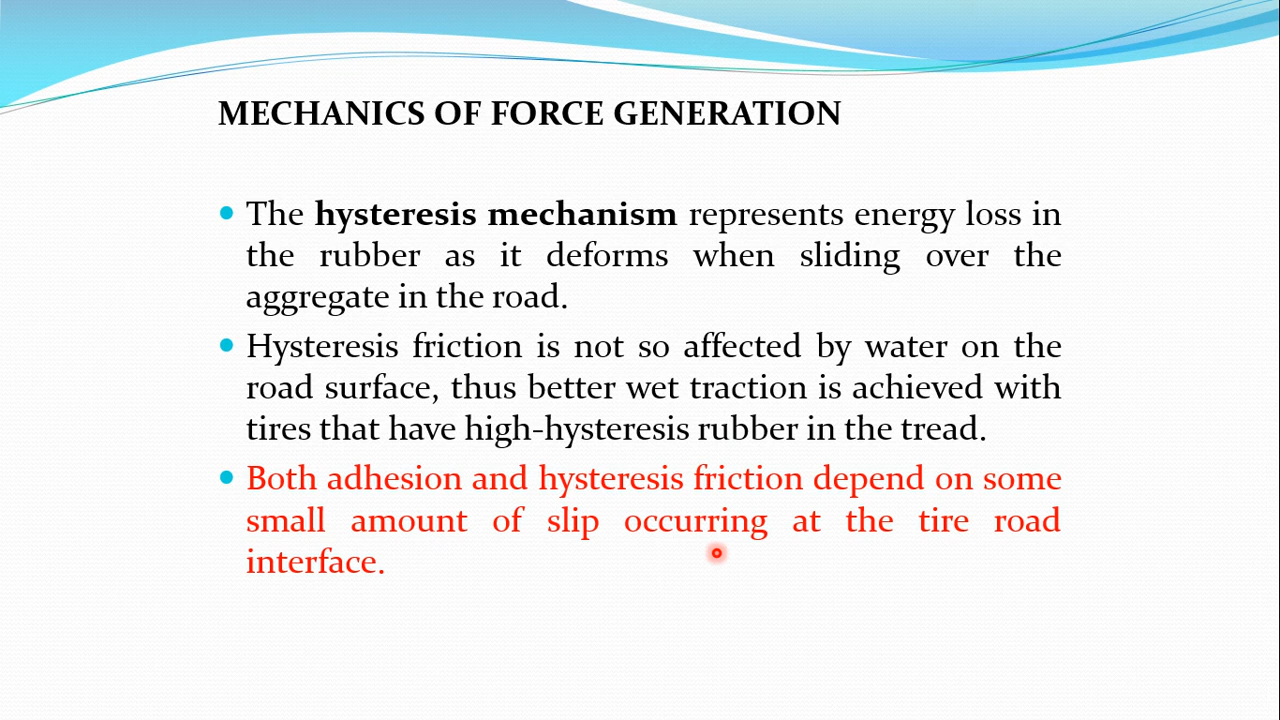 MECHANICS OF FORCE GENERATION
The hysteresis mechanism represents energy loss in
the rubber as it deforms when sliding over the
aggregate in the road.
Hysteresis friction is not so affected by water on the
road surface, thus better wet traction is achieved with
tires that have high-hysteresis rubber in the tread.
Both adhesion and hysteresis friction depend on some
small amount of slip occurring at the tire road
interface.